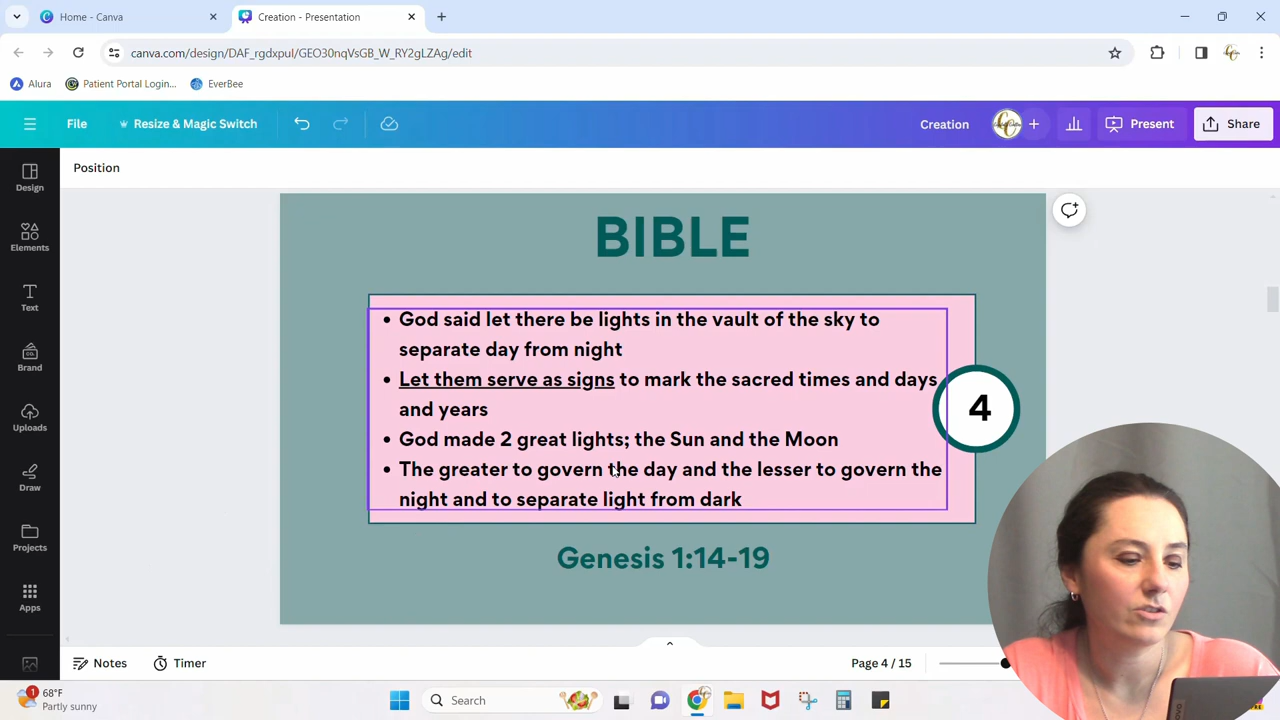 Home - Canva
Creation - Presentation
canva.com/design/DAF_rgdxpuI/GEO30nqVsGB_W_RY2gLZAg/edit
Alura
Patient Portal Login...
EverBee
File
Resize & Magic Switch
Creation
Present
Share
Position
Design
Elements
Text
Brand
Uploads
Draw
Projects
Apps
BIBLE
• God said let there be lights in the vault of the sky to
separate day from night
• Let them serve as signs to mark the sacred times and days
and years
• God made 2 great lights; the Sun and the Moon
• The greater to govern the day and the lesser to govern the
night and to separate light from dark
4
Genesis 1:14-19
Notes
Timer
Page 4 / 15
1
68°F
Partly sunny
Search